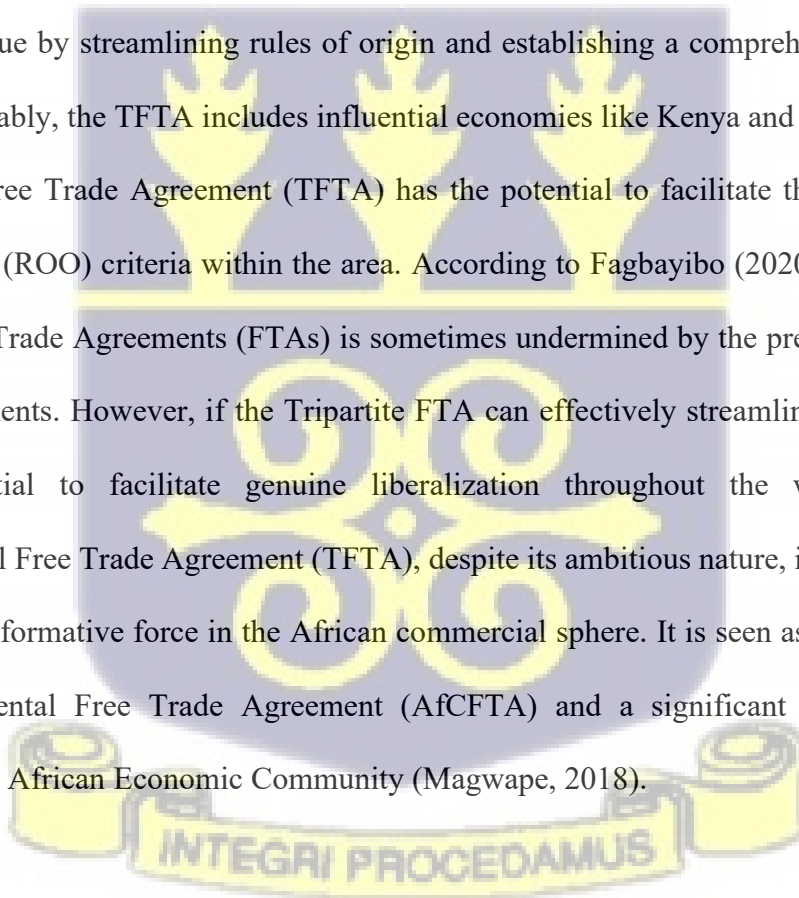 ue by streamlining rules of origin and establishing a compreh
ably, the TFTA includes influential economies like Kenya and
ree Trade Agreement (TFTA) has the potential to facilitate th
(ROO) criteria within the area. According to Fagbayibo (2020
Trade Agreements (FTAs) is sometimes undermined by the pre
ents. However, if the Tripartite FTA can effectively streamlin
tial to facilitate genuine liberalization throughout the w
l Free Trade Agreement (TFTA), despite its ambitious nature, i
formative force in the African commercial sphere. It is seen as
ental Free Trade Agreement (AfCFTA) and a significant
African Economic Community (Magwape, 2018).
INTEGRI PROCEDAMUS